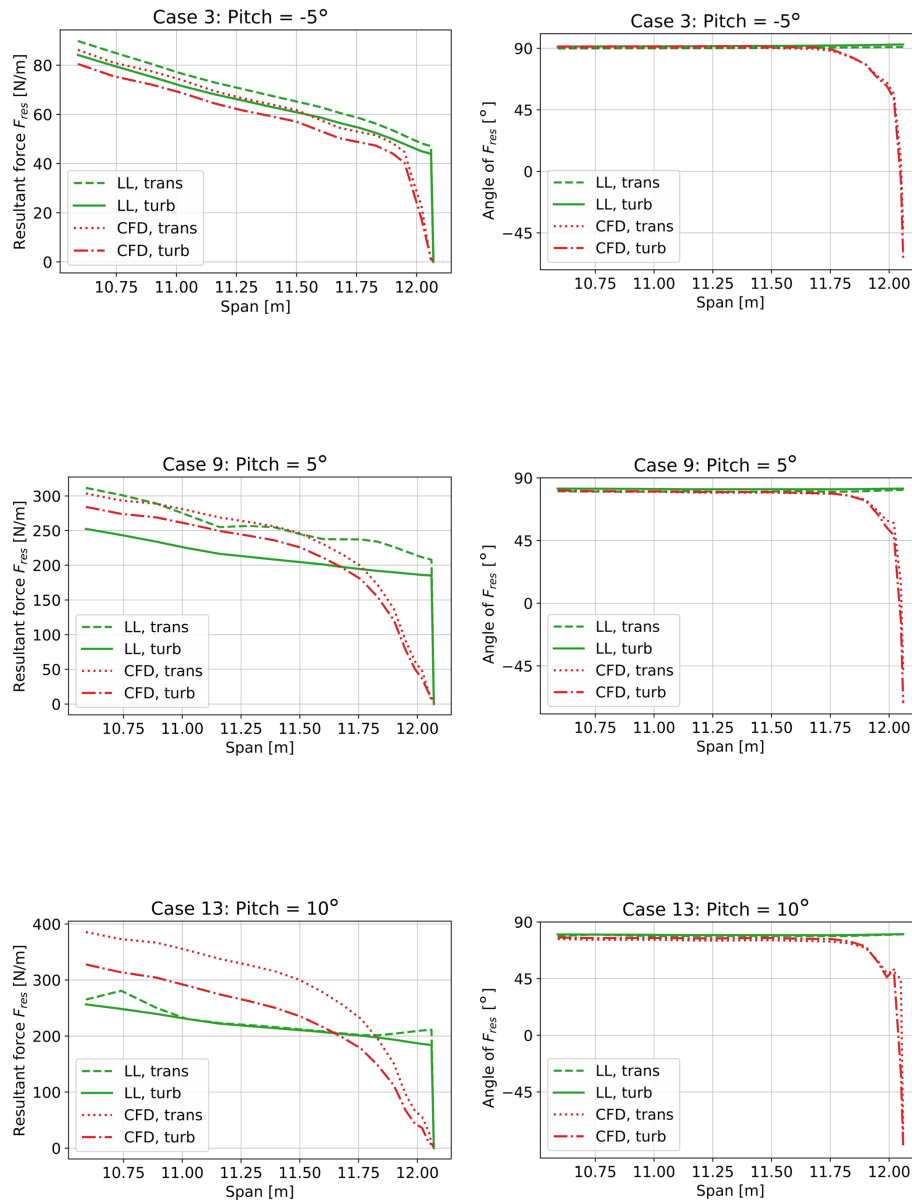 Case 3: Pitch = -5°
Resultant force F_res [N/m]
80
60
40
20
0
LL, trans
LL, turb
CFD, trans
CFD, turb
10.75 11.00 11.25 11.50 11.75 12.00
Span [m]
Case 3: Pitch = -5°
Angle of F_res [°]
90
45
0
−45
LL, trans
LL, turb
CFD, trans
CFD, turb
10.75 11.00 11.25 11.50 11.75 12.00
Span [m]
Case 9: Pitch = 5°
Resultant force F_res [N/m]
300
250
200
150
100
50
0
LL, trans
LL, turb
CFD, trans
CFD, turb
10.75 11.00 11.25 11.50 11.75 12.00
Span [m]
Case 9: Pitch = 5°
Angle of F_res [°]
90
45
0
−45
LL, trans
LL, turb
CFD, trans
CFD, turb
10.75 11.00 11.25 11.50 11.75 12.00
Span [m]
Case 13: Pitch = 10°
Resultant force F_res [N/m]
400
300
200
100
0
LL, trans
LL, turb
CFD, trans
CFD, turb
10.75 11.00 11.25 11.50 11.75 12.00
Span [m]
Case 13: Pitch = 10°
Angle of F_res [°]
90
45
0
−45
LL, trans
LL, turb
CFD, trans
CFD, turb
10.75 11.00 11.25 11.50 11.75 12.00
Span [m]